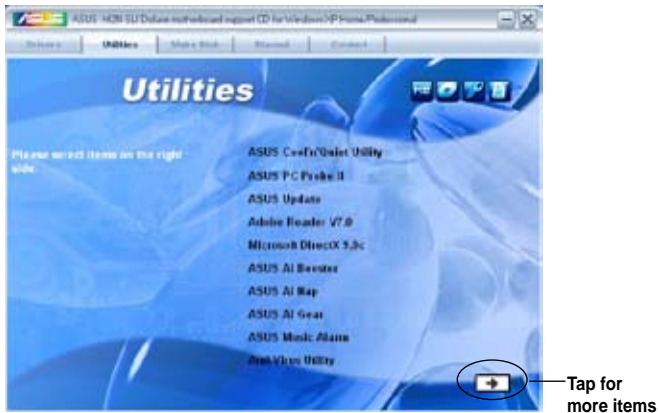 ASUS M2N SLI Deluxe motherboard support CD for Windows XP Home/Professional
Drivers Utilities Make Disk Manual Contact
Utilities
Please select items on the right
side.
ASUS Cool'n'Quiet Utility
ASUS PC Probe II
ASUS Update
Adobe Reader V7.0
Microsoft DirectX 9.0c
ASUS AI Booster
ASUS AI Nap
ASUS AI Gear
ASUS Music Alarm
Anti-Virus Utility
Tap for
more items